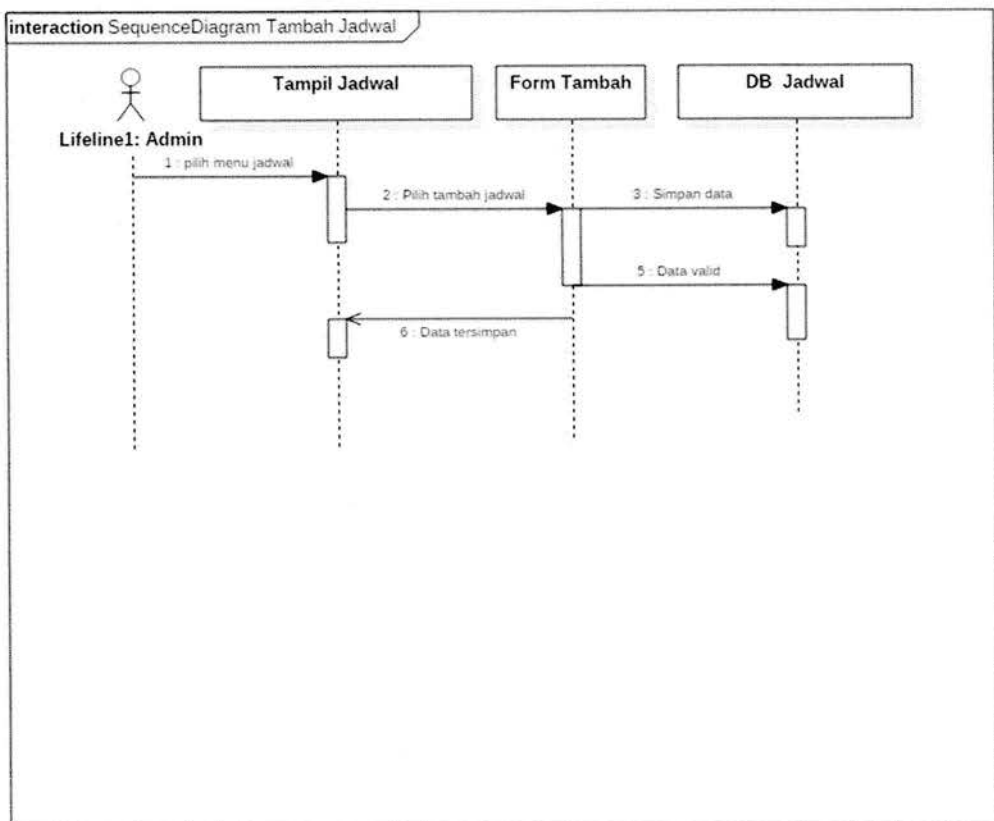 interaction SequenceDiagram Tambah Jadwal
Tampil Jadwal
Form Tambah
DB Jadwal
Lifeline1: Admin
1 : pilih menu jadwal
2 : Pilih tambah jadwal
3 : Simpan data
5 : Data valid
6 : Data tersimpan